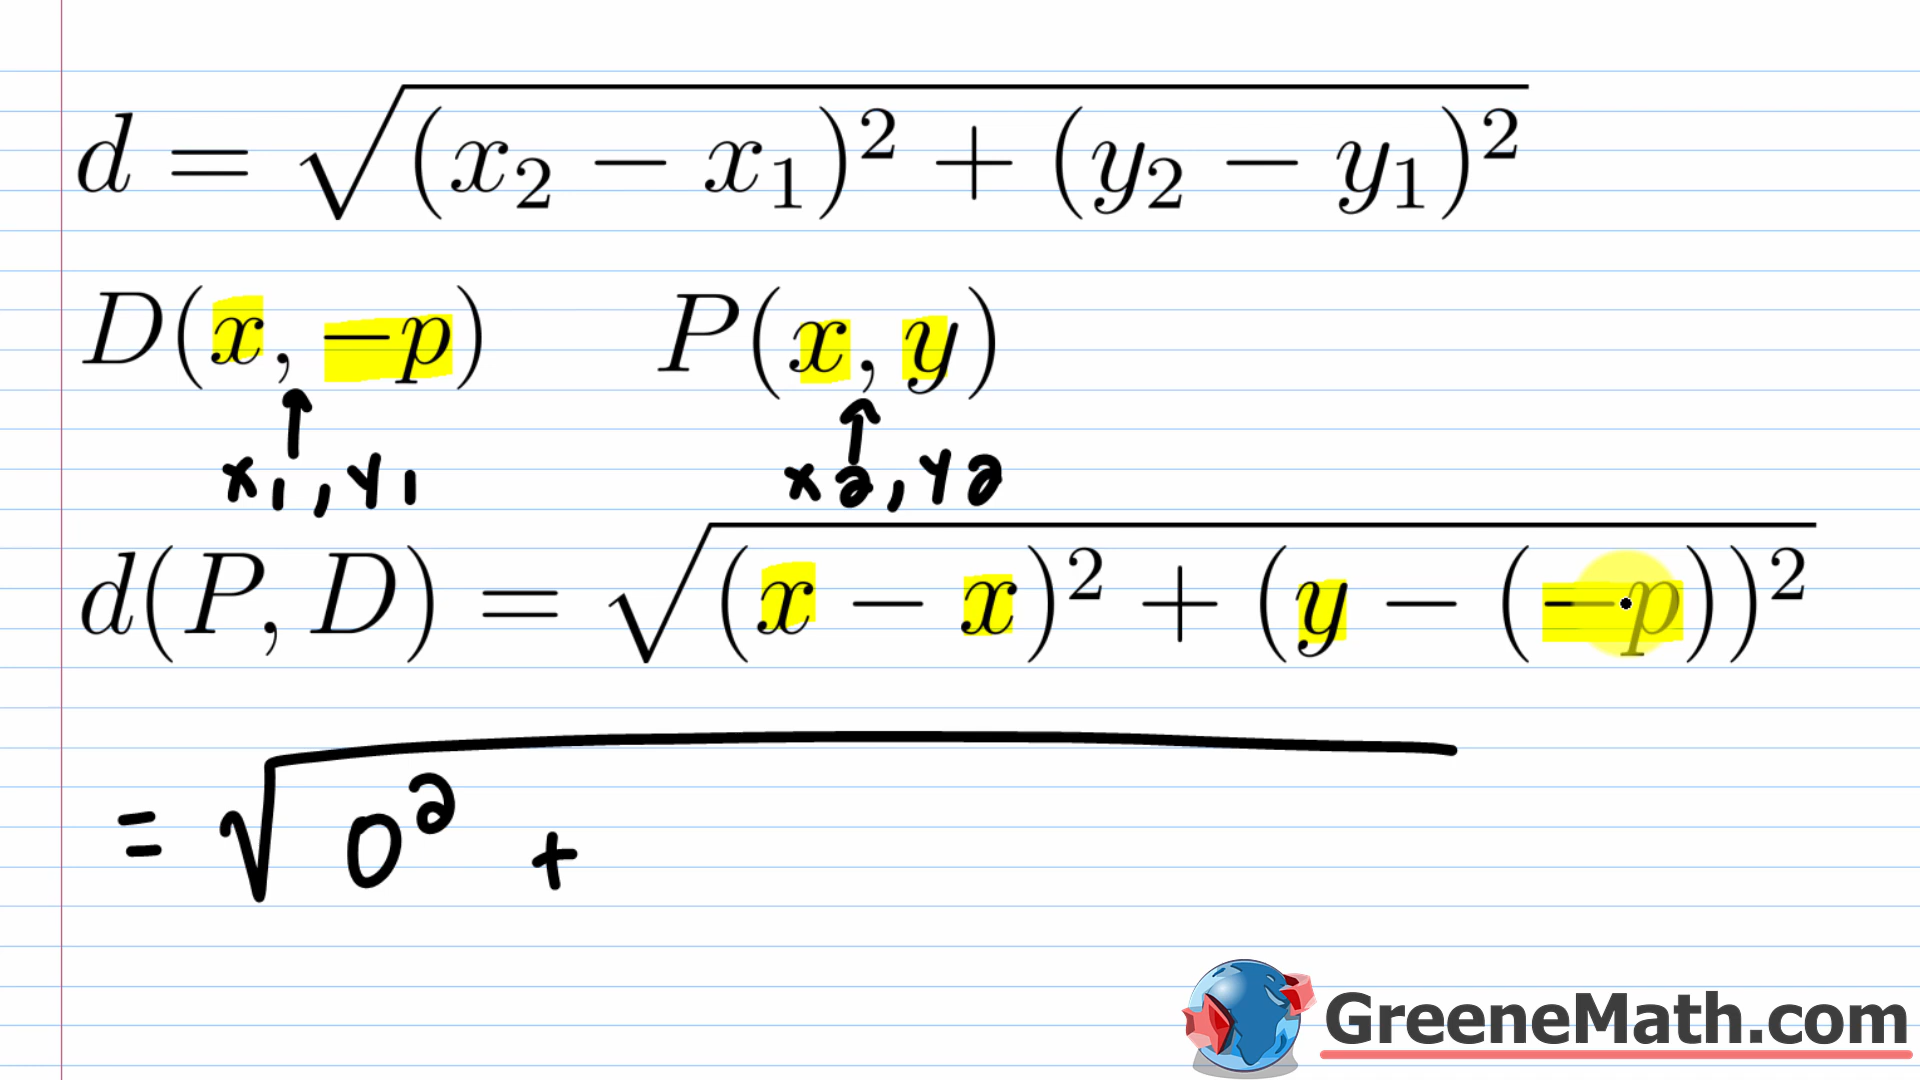 d = √(x₂ − x₁)² + (y₂ − y₁)²
D(x, −p) P(x, y)
x₁, y₁ x₂, y₂
d(P, D) = √(x − x)² + (y − (−p))²
= √0² +
GreeneMath.com